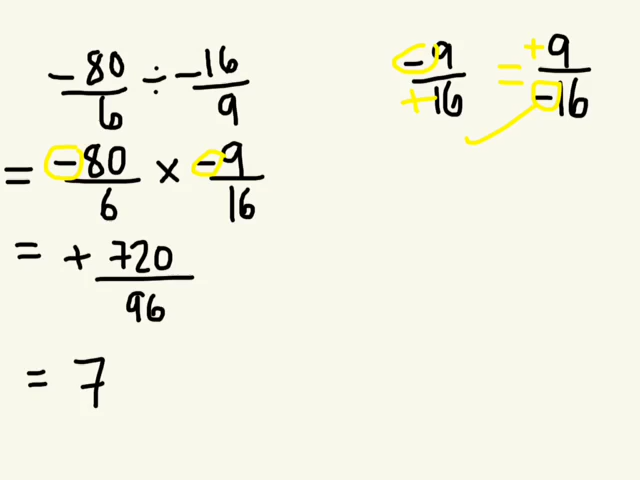 -80/6 ÷ -16/9
= -80/6 × -9/16
= + 720/96
= 7
-9/+16 = +9/-16